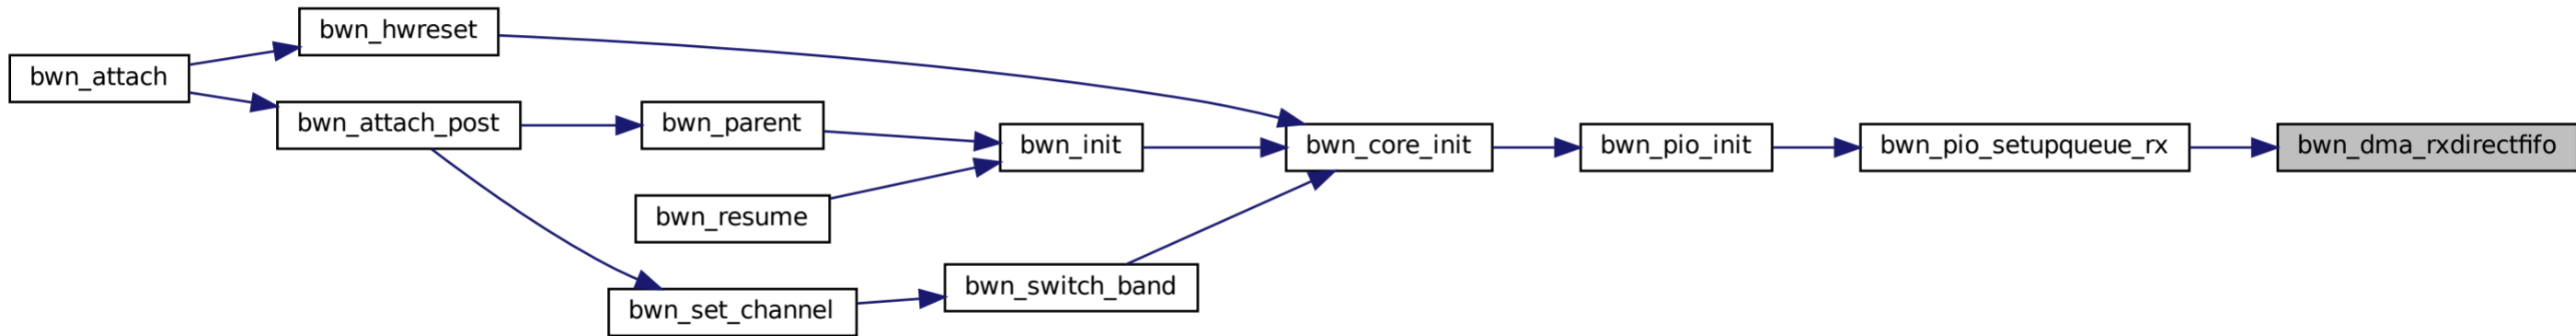 bwn_hwreset
bwn_attach
bwn_attach_post
bwn_parent
bwn_init
bwn_core_init
bwn_pio_init
bwn_pio_setupqueue_rx
bwn_dma_rxdirectfifo
bwn_resume
bwn_switch_band
bwn_set_channel